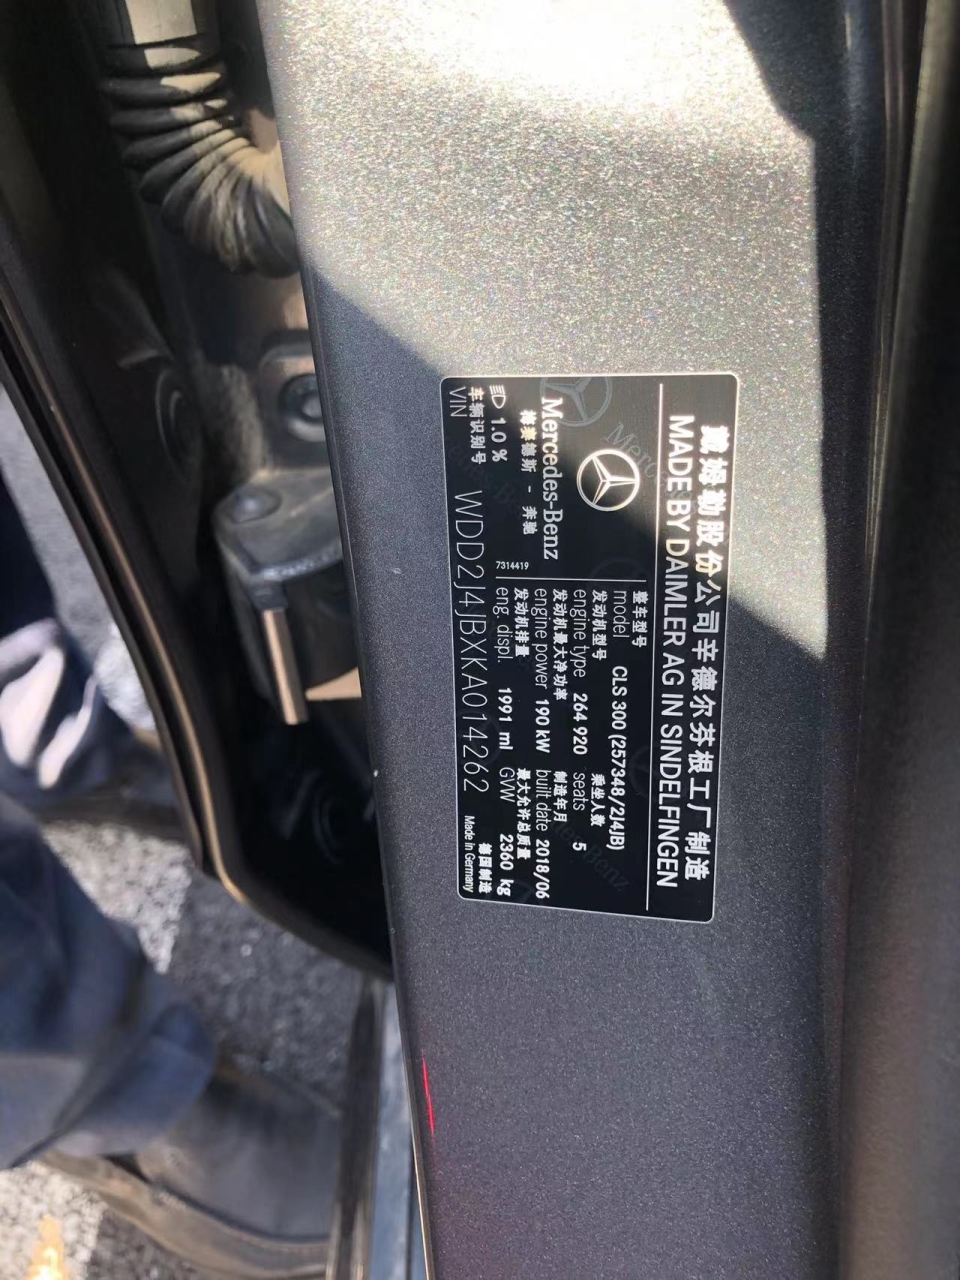 戴姆勒股份公司辛德尔芬根工厂制造
MADE BY DAIMLER AG IN SINDELFINGEN
Mercedes-Benz
梅赛德斯 - 奔驰
1.0 %
7314419
整车型号
model CLS 300 (257348/2J4JB)
发动机型号 乘坐人数
engine type 264 920 seats 5
发动机最大净功率 制造年月
engine power 190 kW built date 2018/06
发动机排量 最大允许总质量
eng. displ. 1991 ml GVW 2360 kg
车辆识别号 德国制造
VIN WDD2J4JBXKA014262 Made in Germany